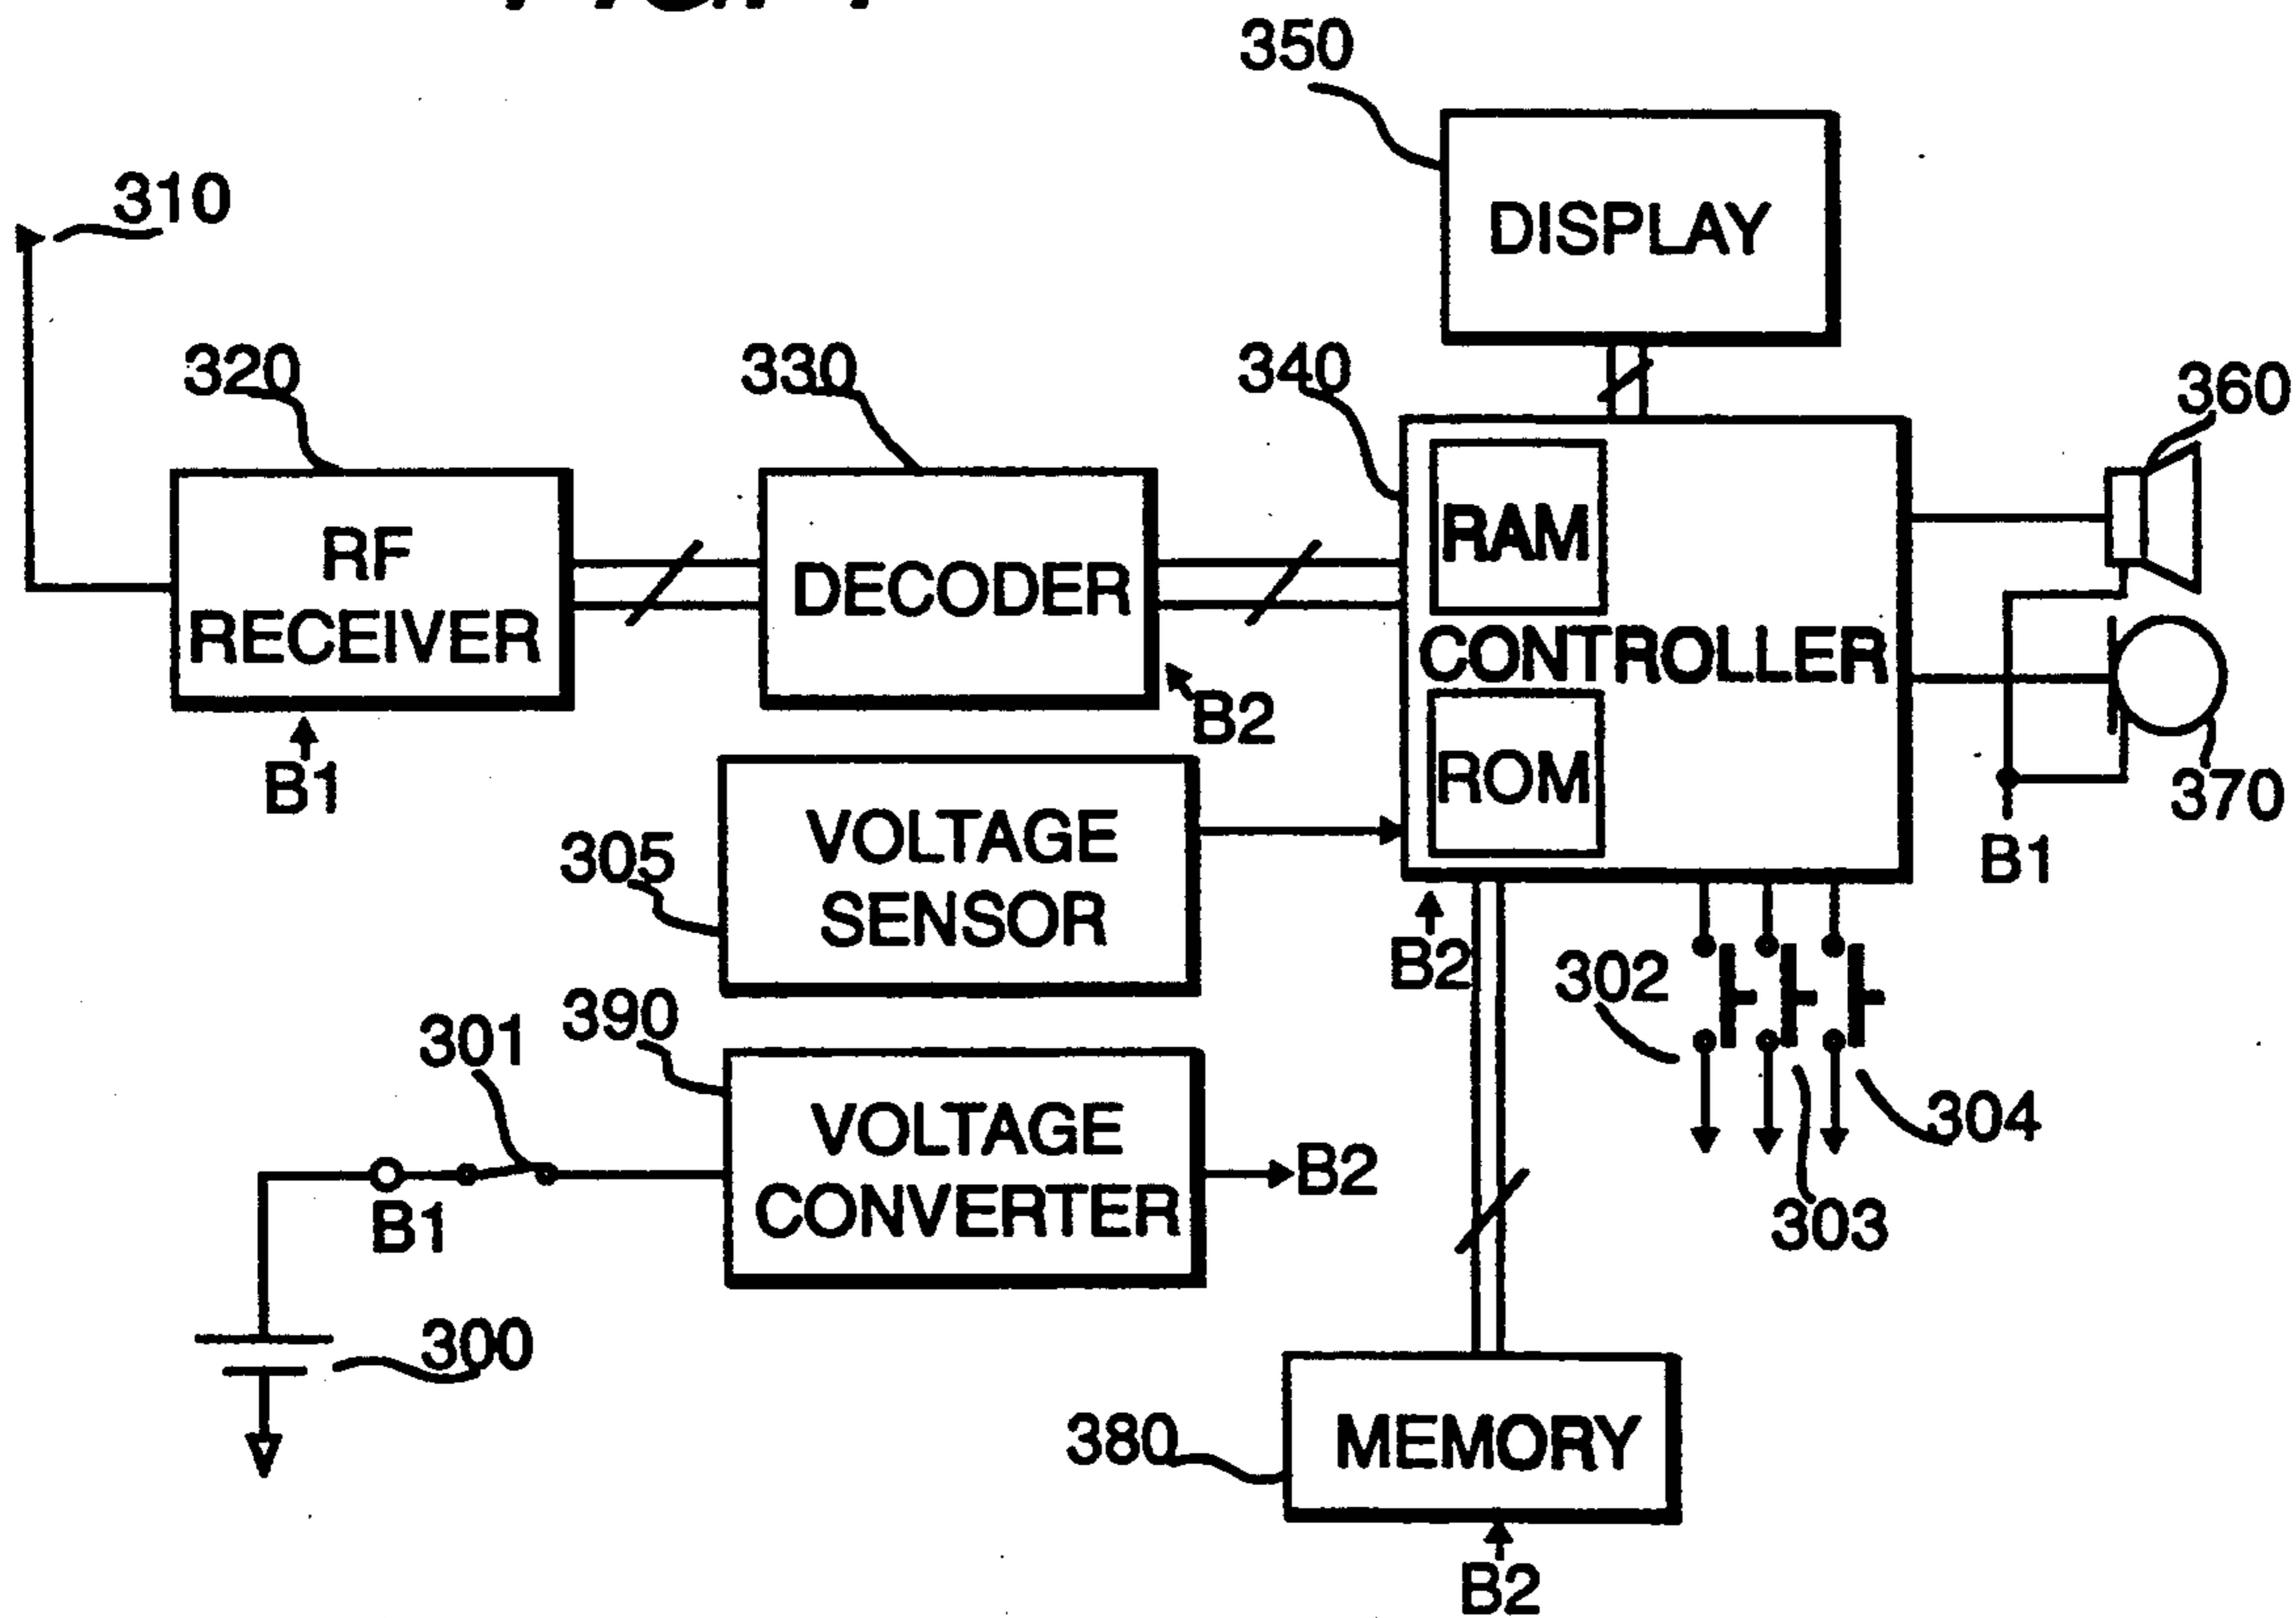 350
DISPLAY
310
320
330
340
360
RF
RECEIVER
DECODER
RAM
CONTROLLER
ROM
B1
B2
370
B1
305
VOLTAGE
SENSOR
B2
302
303
304
301
390
VOLTAGE
CONVERTER
B2
B1
300
380
MEMORY
B2